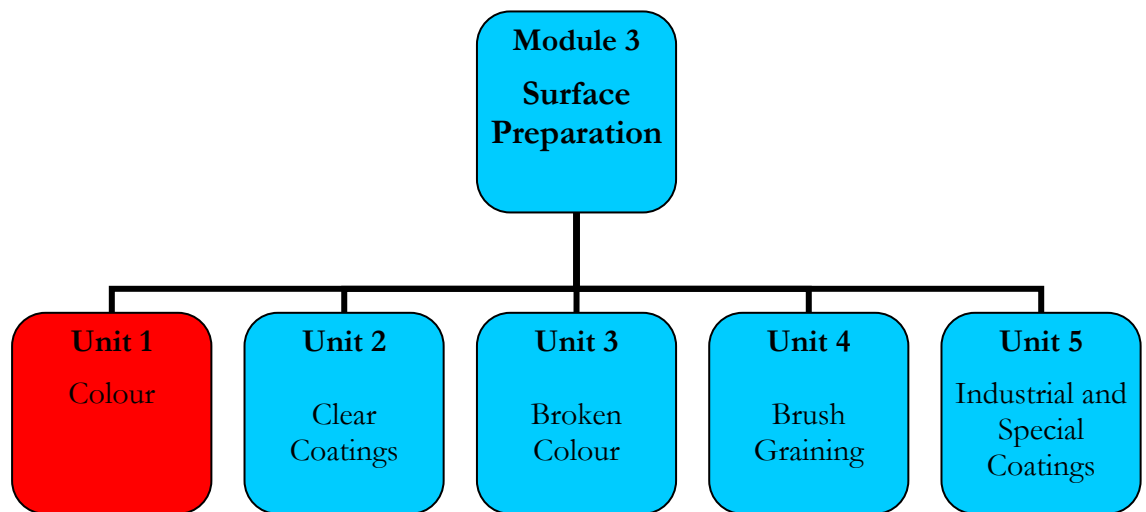 Module 3
Surface
Preparation
Unit 1
Colour
Unit 2
Clear
Coatings
Unit 3
Broken
Colour
Unit 4
Brush
Graining
Unit 5
Industrial and
Special
Coatings